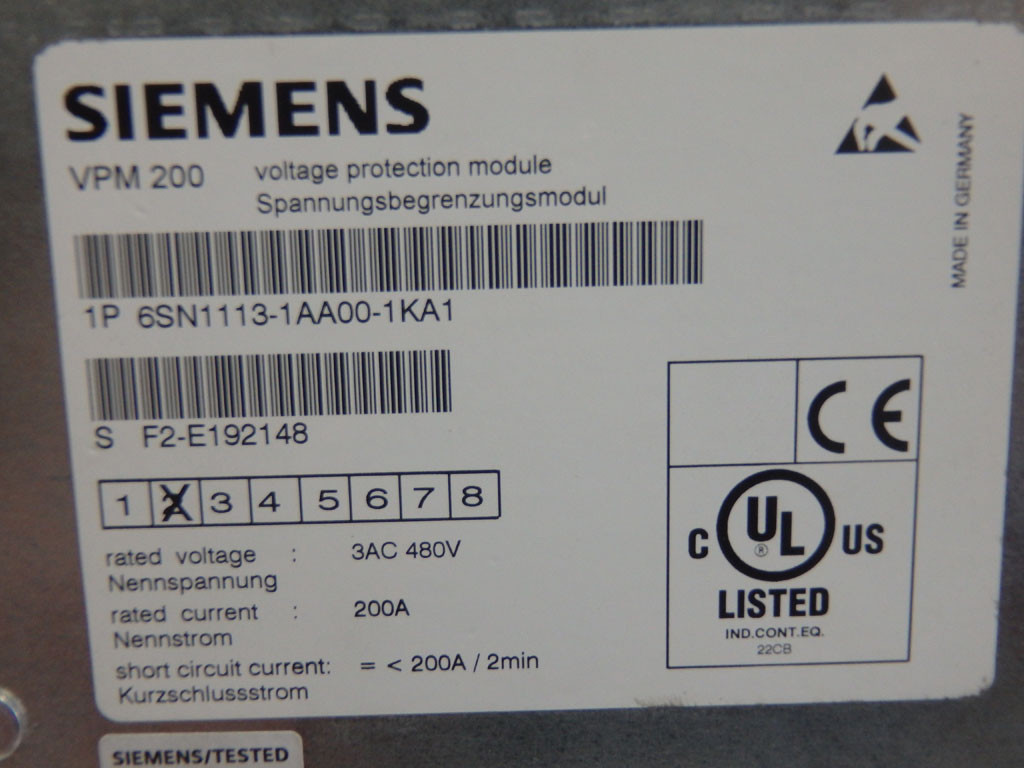 SIEMENS
VPM 200 voltage protection module
Spannungsbegrenzungsmodul
MADE IN GERMANY
1P 6SN1113-1AA00-1KA1
S F2-E192148
1 2 3 4 5 6 7 8
rated voltage : 3AC 480V
Nennspannung
rated current : 200A
Nennstrom
short circuit current: = < 200A / 2min
Kurzschlussstrom
CE
C UL ® US
LISTED
IND.CONT.EQ.
22CB
SIEMENS/TESTED